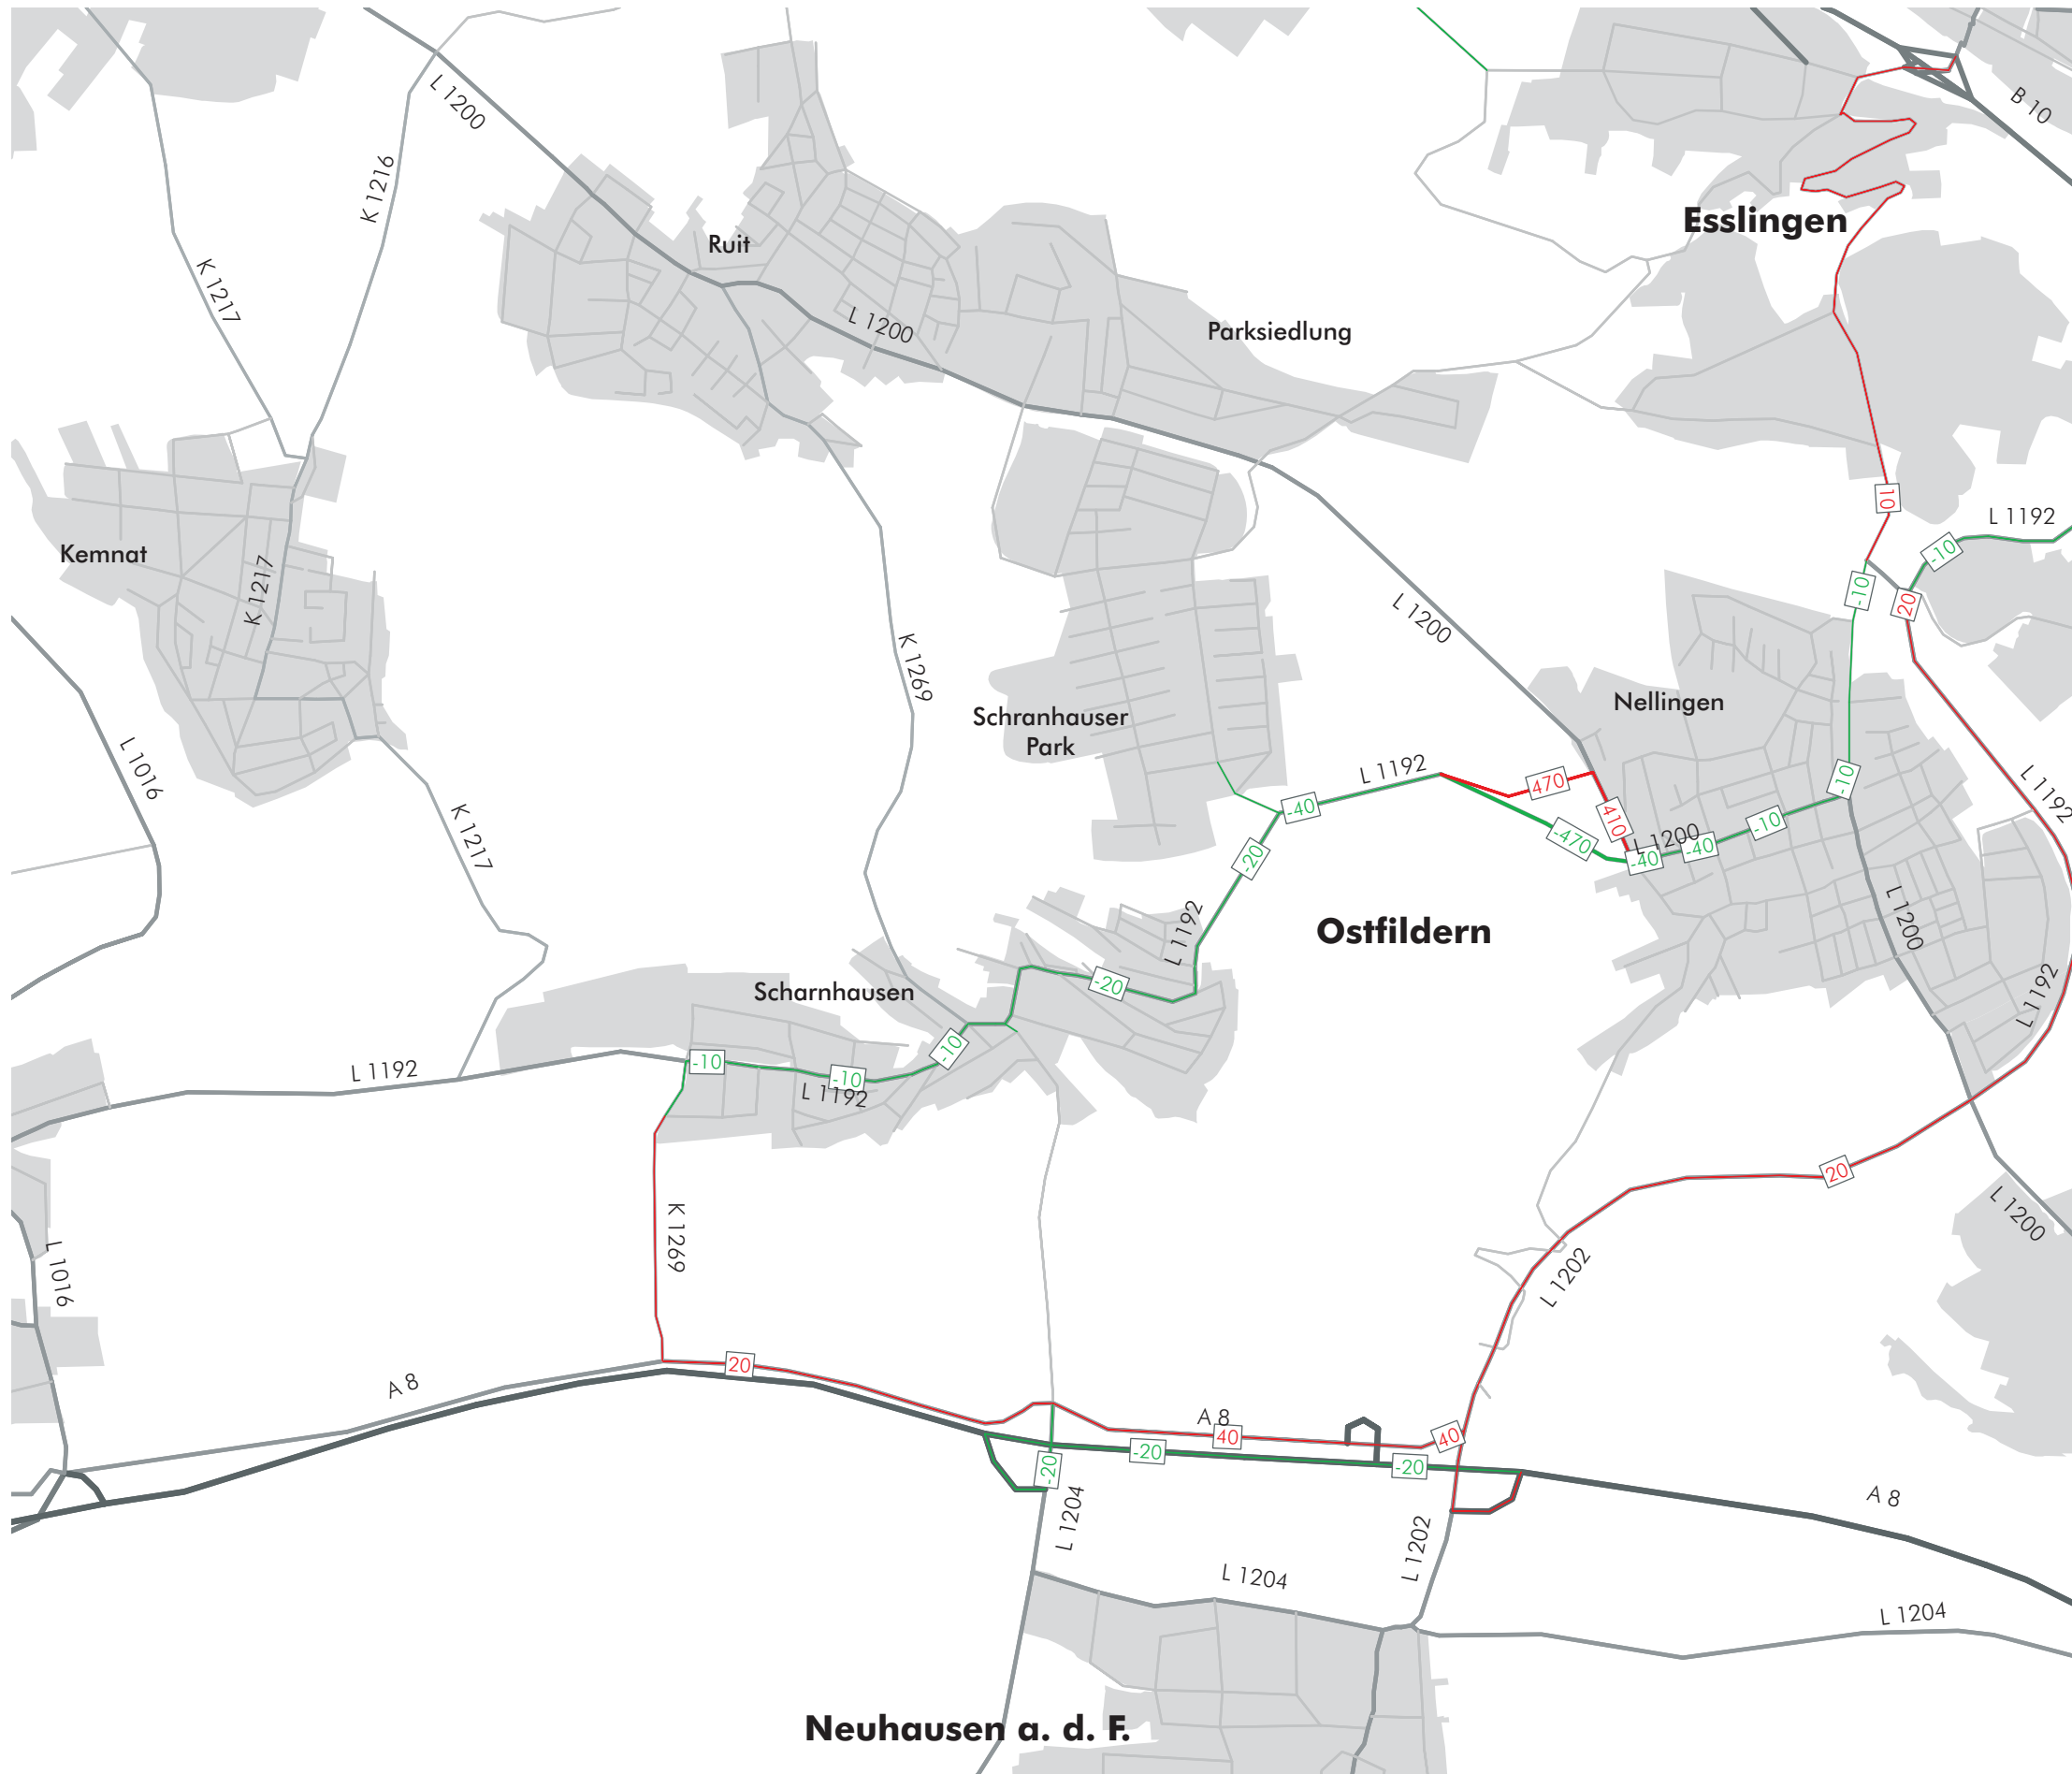 L 1200
B 10
K 1216
Esslingen
Ruit
K 1217
L 1200
Parksiedlung
10
L 1192
-10
Kemnat
K 1217
-10
20
L 1200
K 1269
Nellingen
Schranhauser
Park
L 1016
L 1192
470
-10
L 1192
-40
410
L 1200
-10
-470
-40
-40
K 1217
-20
L 1200
L 1192
Ostfildern
-20
Scharnhausen
L 1192
-10
-10
L 1192
-10
L 1192
20
K 1269
L 1200
L 1016
L 1202
20
A 8
A 8
40
40
-20
-20
-20
A 8
L 1204
L 1202
L 1204
L 1204
Neuhausen a. d. F.